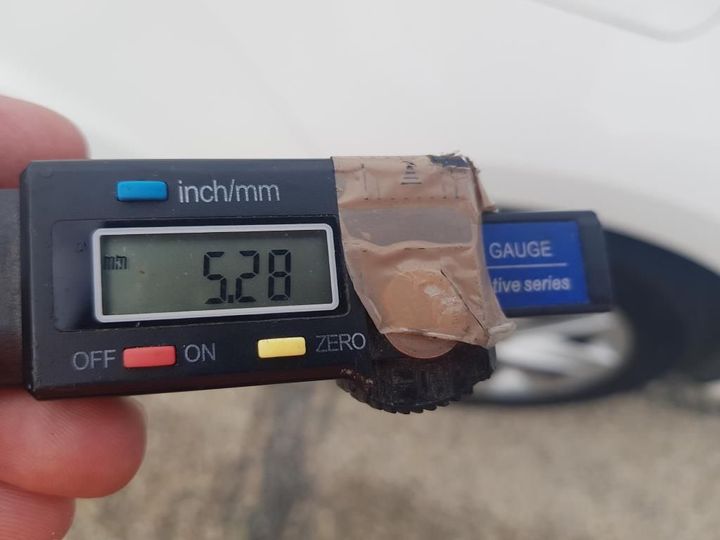 inch/mm
mm
5.28
OFF ON ZERO
GAUGE
tive series